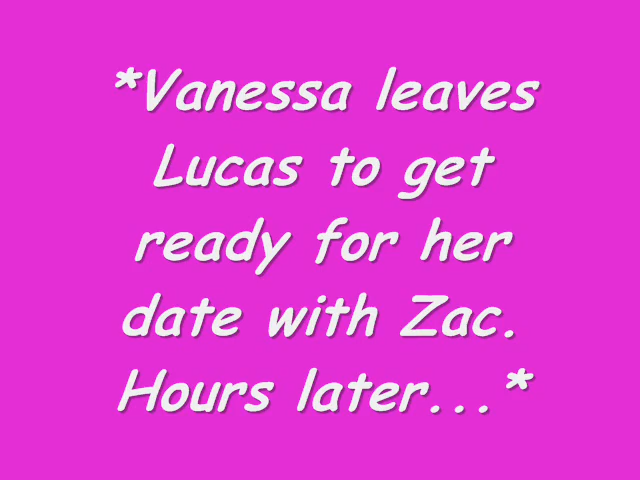 *Vanessa leaves
Lucas to get
ready for her
date with Zac.
Hours later...*